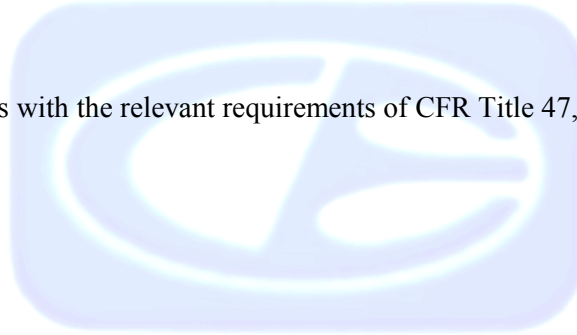 s with the relevant requirements of CFR Title 47,